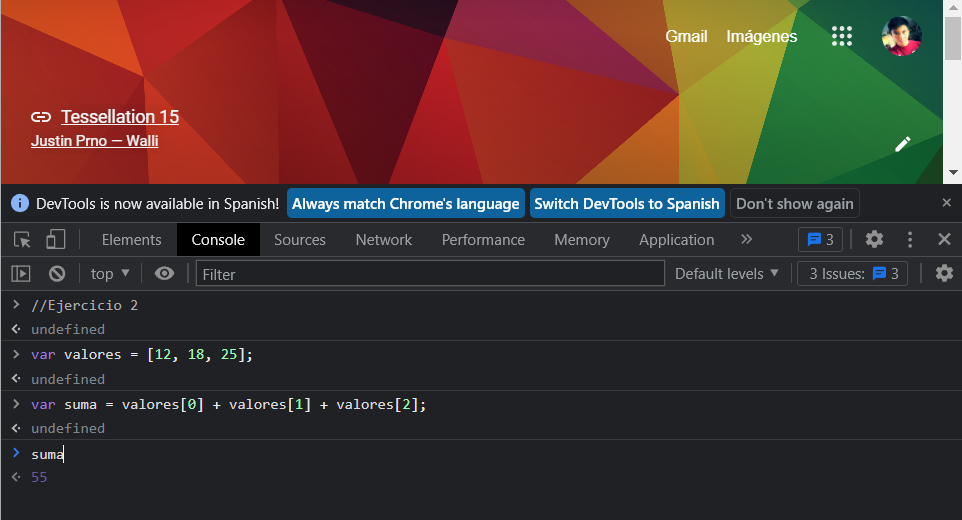 Gmail Imágenes
Tessellation 15
Justin Prno — Walli
DevTools is now available in Spanish! Always match Chrome's language Switch DevTools to Spanish Don't show again
Elements Console Sources Network Performance Memory Application 3
top Filter Default levels 3 Issues: 3
//Ejercicio 2
undefined
var valores = [12, 18, 25];
undefined
var suma = valores[0] + valores[1] + valores[2];
undefined
suma
55